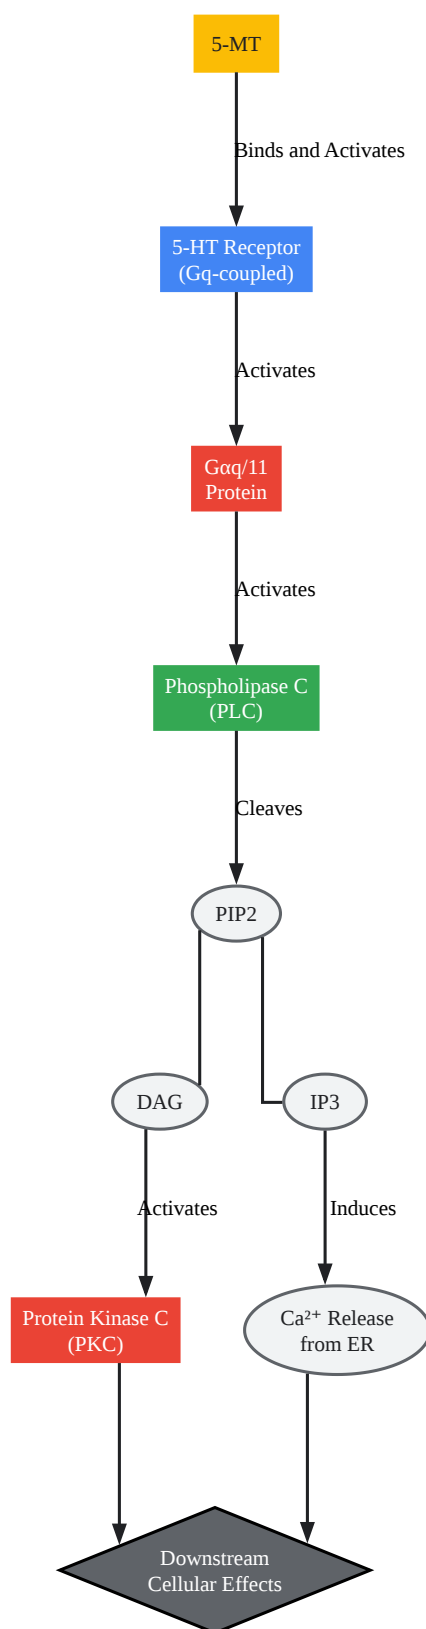 5-MT
Binds and Activates
5-HT Receptor
(Gq-coupled)
Activates
Gαq/11
Protein
Activates
Phospholipase C
(PLC)
Cleaves
PIP2
DAG
IP3
Activates
Induces
Protein Kinase C
(PKC)
Ca²⁺ Release
from ER
Downstream
Cellular Effects